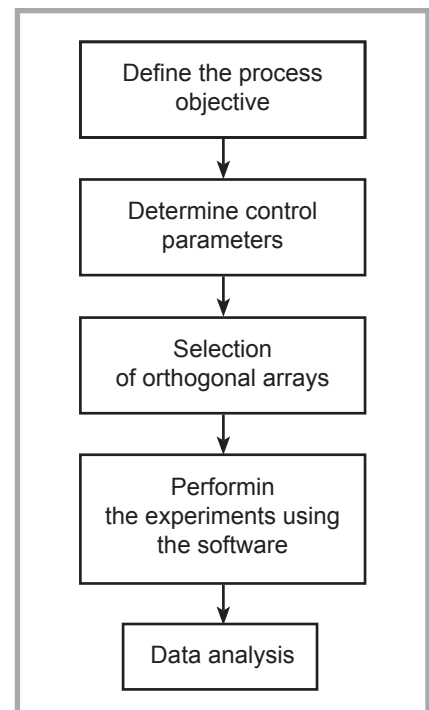 Define the process
objective
Determine control
parameters
Selection
of orthogonal arrays
Performin
the experiments using
the software
Data analysis